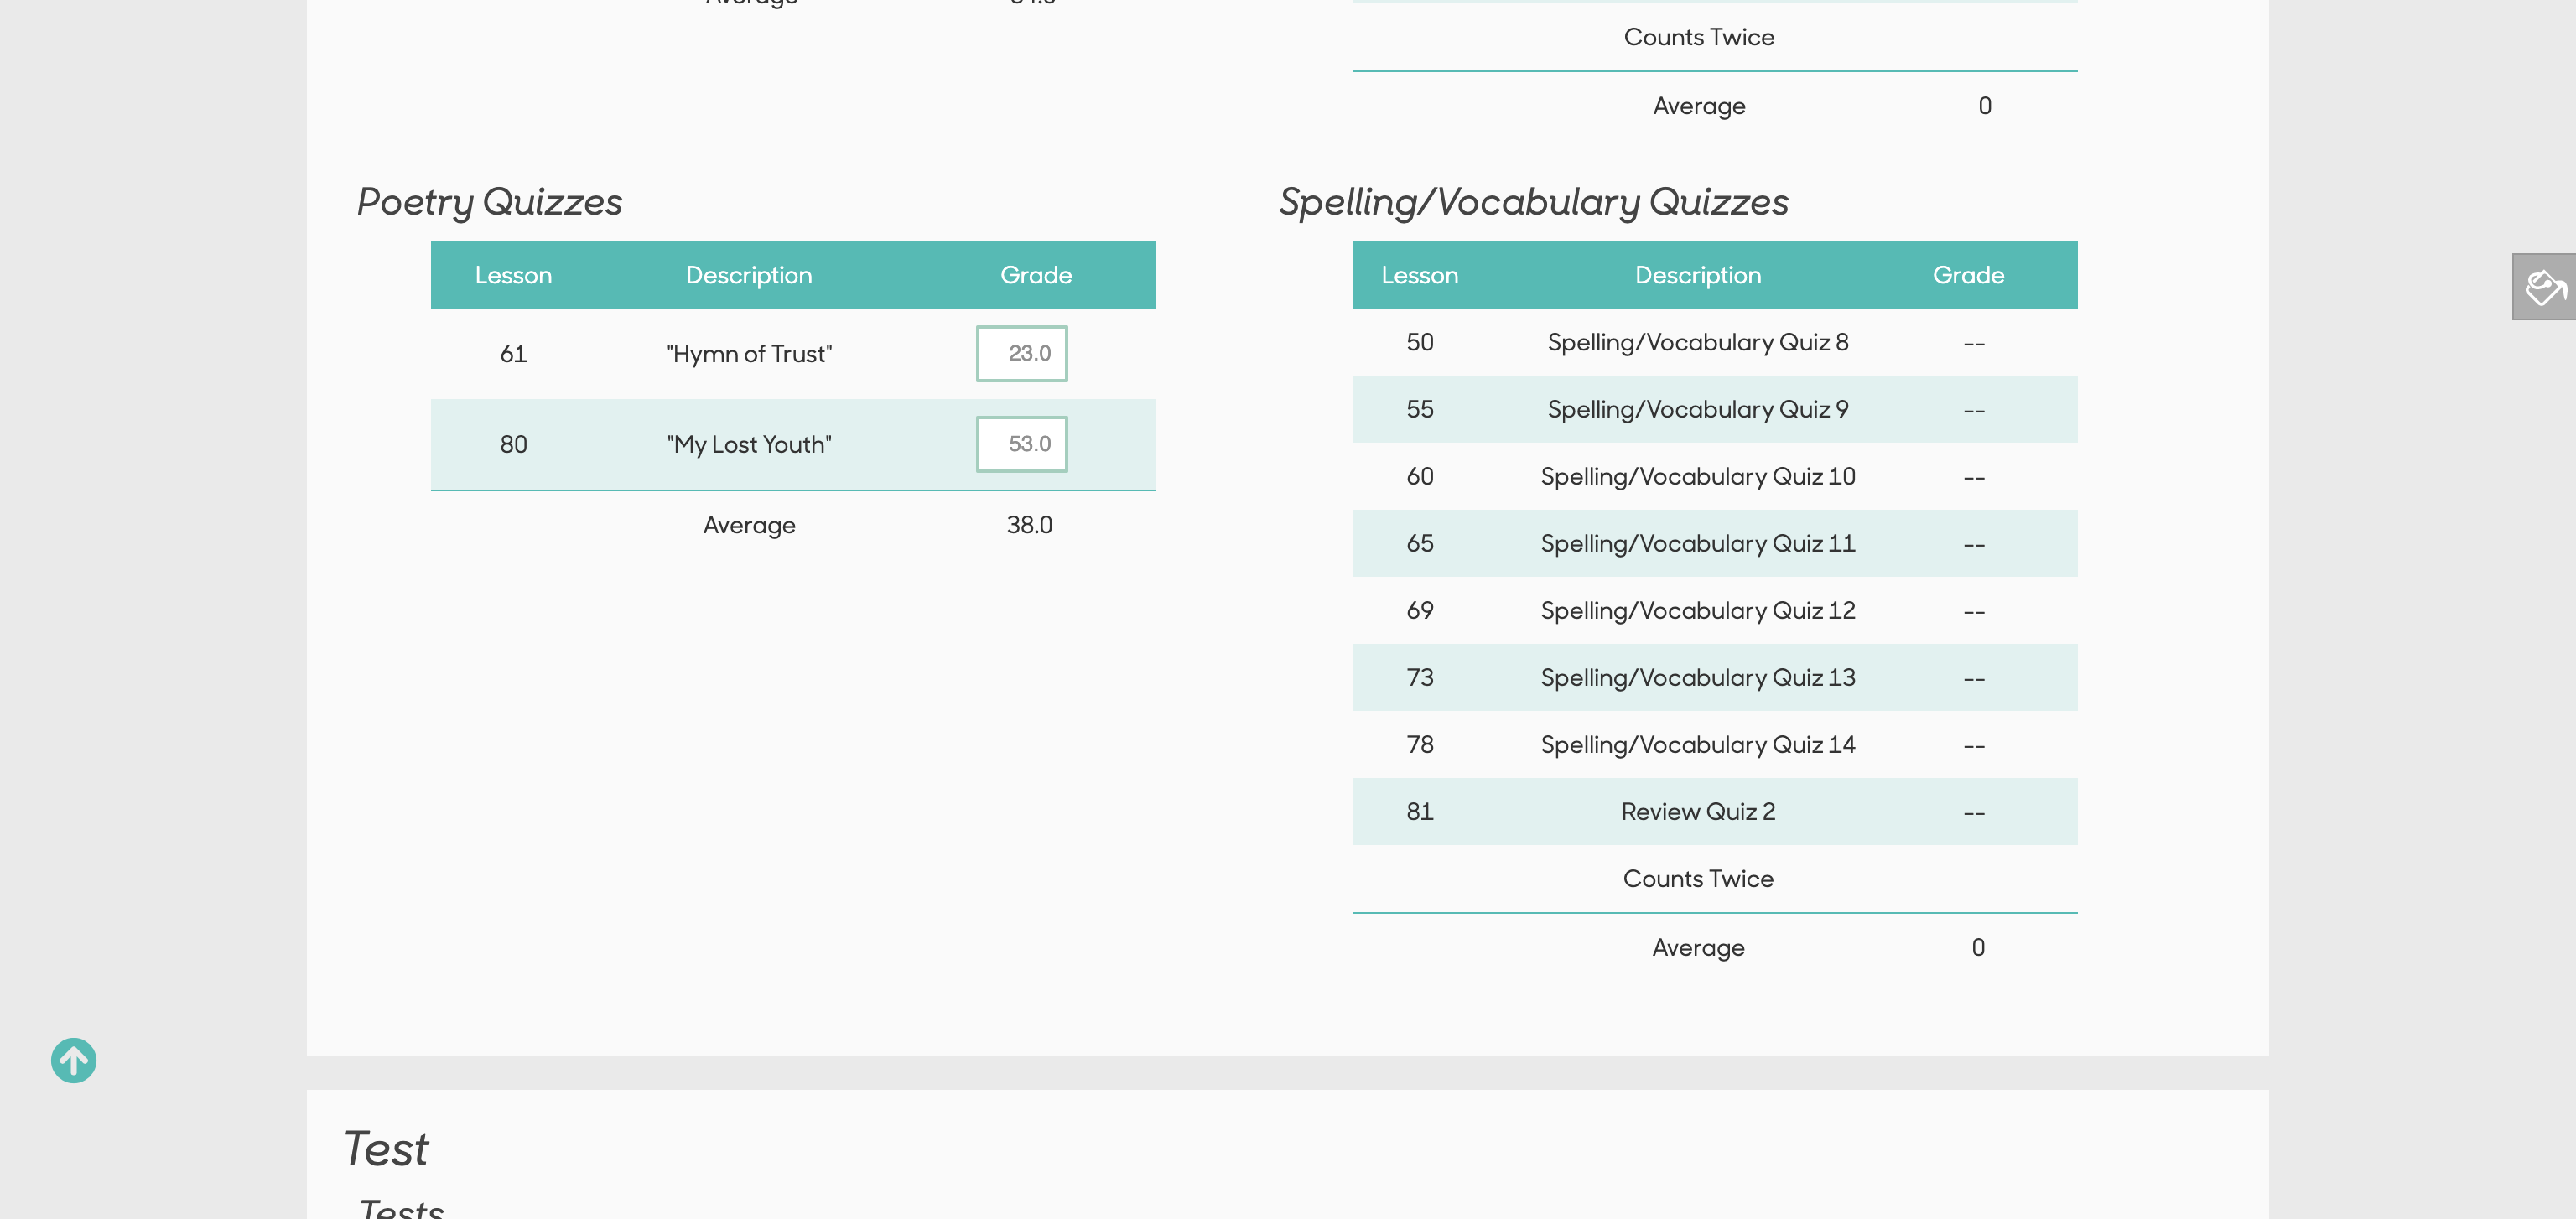 Average
Counts Twice
Average 0
Poetry Quizzes
Lesson Description Grade
61 "Hymn of Trust" 23.0
80 "My Lost Youth" 53.0
Average 38.0
Spelling/Vocabulary Quizzes
Lesson Description Grade
50 Spelling/Vocabulary Quiz 8 --
55 Spelling/Vocabulary Quiz 9 --
60 Spelling/Vocabulary Quiz 10 --
65 Spelling/Vocabulary Quiz 11 --
69 Spelling/Vocabulary Quiz 12 --
73 Spelling/Vocabulary Quiz 13 --
78 Spelling/Vocabulary Quiz 14 --
81 Review Quiz 2 --
Counts Twice
Average 0
Test
Tests